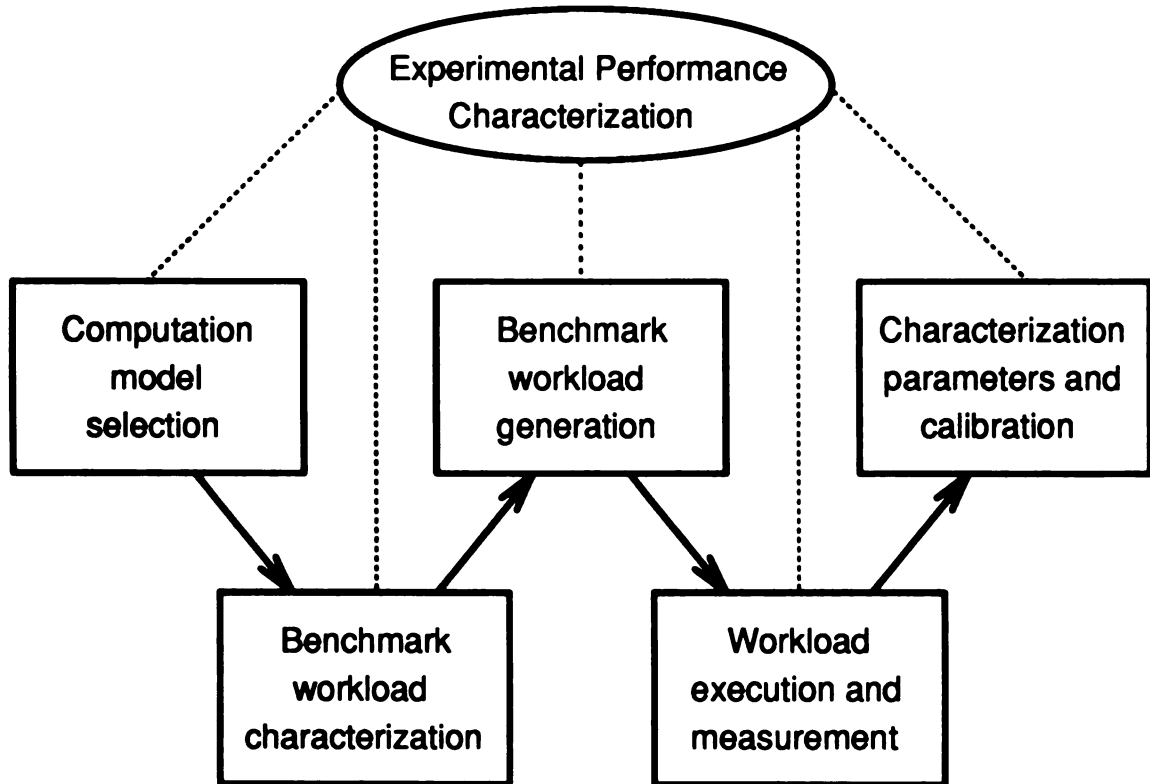 Experimental Performance
Characterization
Computation
model
selection
Benchmark
workload
generation
Characterization
parameters and
calibration
Benchmark
workload
characterization
Workload
execution and
measurement